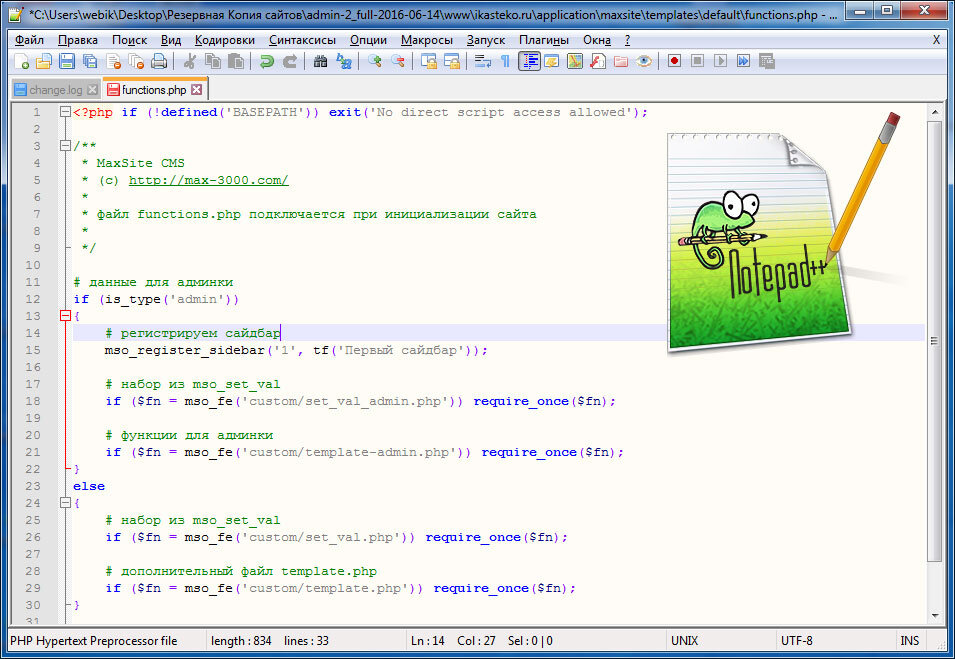 *C:\Users\webik\Desktop\Резервная Копия сайтов\admin-2_full-2016-06-14\www\ikasteko.ru\application\maxsite\templates\default\functions.php - ...
Файл Правка Поиск Вид Кодировки Синтаксисы Опции Макросы Запуск Плагины Окна ? X
change.log functions.php
1 <?php if (!defined('BASEPATH')) exit('No direct script access allowed');
2
3 /**
4 * MaxSite CMS
5 * (c) http://max-3000.com/
6 *
7 * файл functions.php подключается при инициализации сайта
8 *
9 */
10
11 # данные для админки
12 if (is_type('admin'))
13 {
14 # регистрируем сайдбар
15 mso_register_sidebar('1', tf('Первый сайдбар'));
16
17 # набор из mso_set_val
18 if ($fn = mso_fe('custom/set_val_admin.php')) require_once($fn);
19
20 # функции для админки
21 if ($fn = mso_fe('custom/template-admin.php')) require_once($fn);
22 }
23 else
24 {
25 # набор из mso_set_val
26 if ($fn = mso_fe('custom/set_val.php')) require_once($fn);
27
28 # дополнительный файл template.php
29 if ($fn = mso_fe('custom/template.php')) require_once($fn);
30 }
31
Notepad++
PHP Hypertext Preprocessor file length : 834 lines : 33 Ln : 14 Col : 27 Sel : 0 | 0 UNIX UTF-8 INS